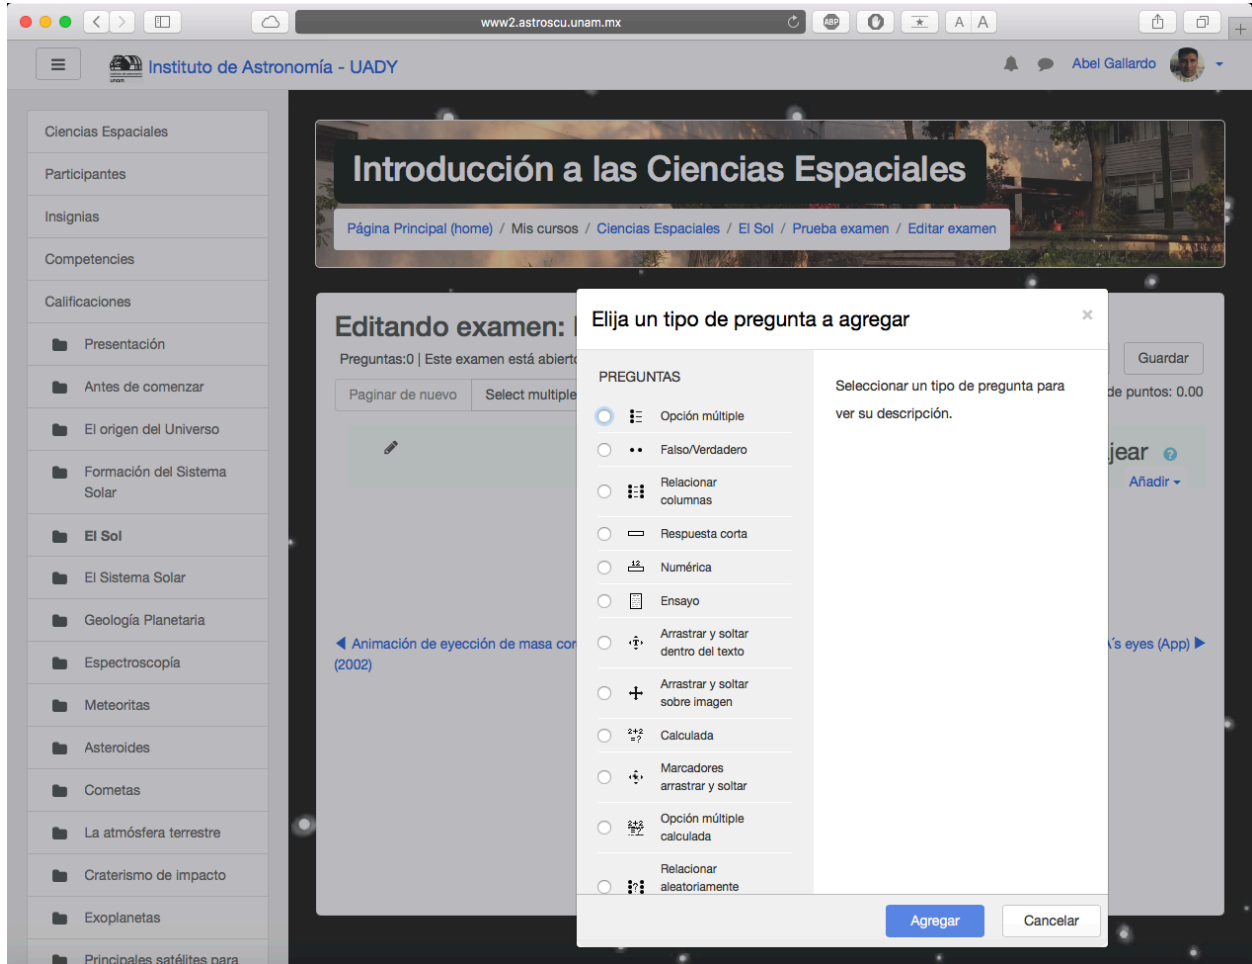 www2.astroscu.unam.mx
ABP
A A
Instituto de Astronomía - UADY
Abel Gallardo
Ciencias Espaciales
Participantes
Insignias
Competencies
Calificaciones
Presentación
Antes de comenzar
El origen del Universo
Formación del Sistema
Solar
El Sol
El Sistema Solar
Geología Planetaria
Espectroscopía
Meteoritas
Asteroides
Cometas
La atmósfera terrestre
Craterismo de impacto
Exoplanetas
Principales satélites para
Introducción a las Ciencias Espaciales
Página Principal (home) / Mis cursos / Ciencias Espaciales / El Sol / Prueba examen / Editar examen
Editando examen:
Preguntas:0 | Este examen está abierto
Guardar
Paginar de nuevo
Select multiple
de puntos: 0.00
jear
Añadir
◀ Animación de eyección de masa cor
(2002)
´s eyes (App) ▶
Elija un tipo de pregunta a agregar
×
PREGUNTAS
Opción múltiple
Falso/Verdadero
Relacionar
columnas
Respuesta corta
Numérica
Ensayo
Arrastrar y soltar
dentro del texto
Arrastrar y soltar
sobre imagen
Calculada
Marcadores
arrastrar y soltar
Opción múltiple
calculada
Relacionar
aleatoriamente
Seleccionar un tipo de pregunta para
ver su descripción.
Agregar
Cancelar